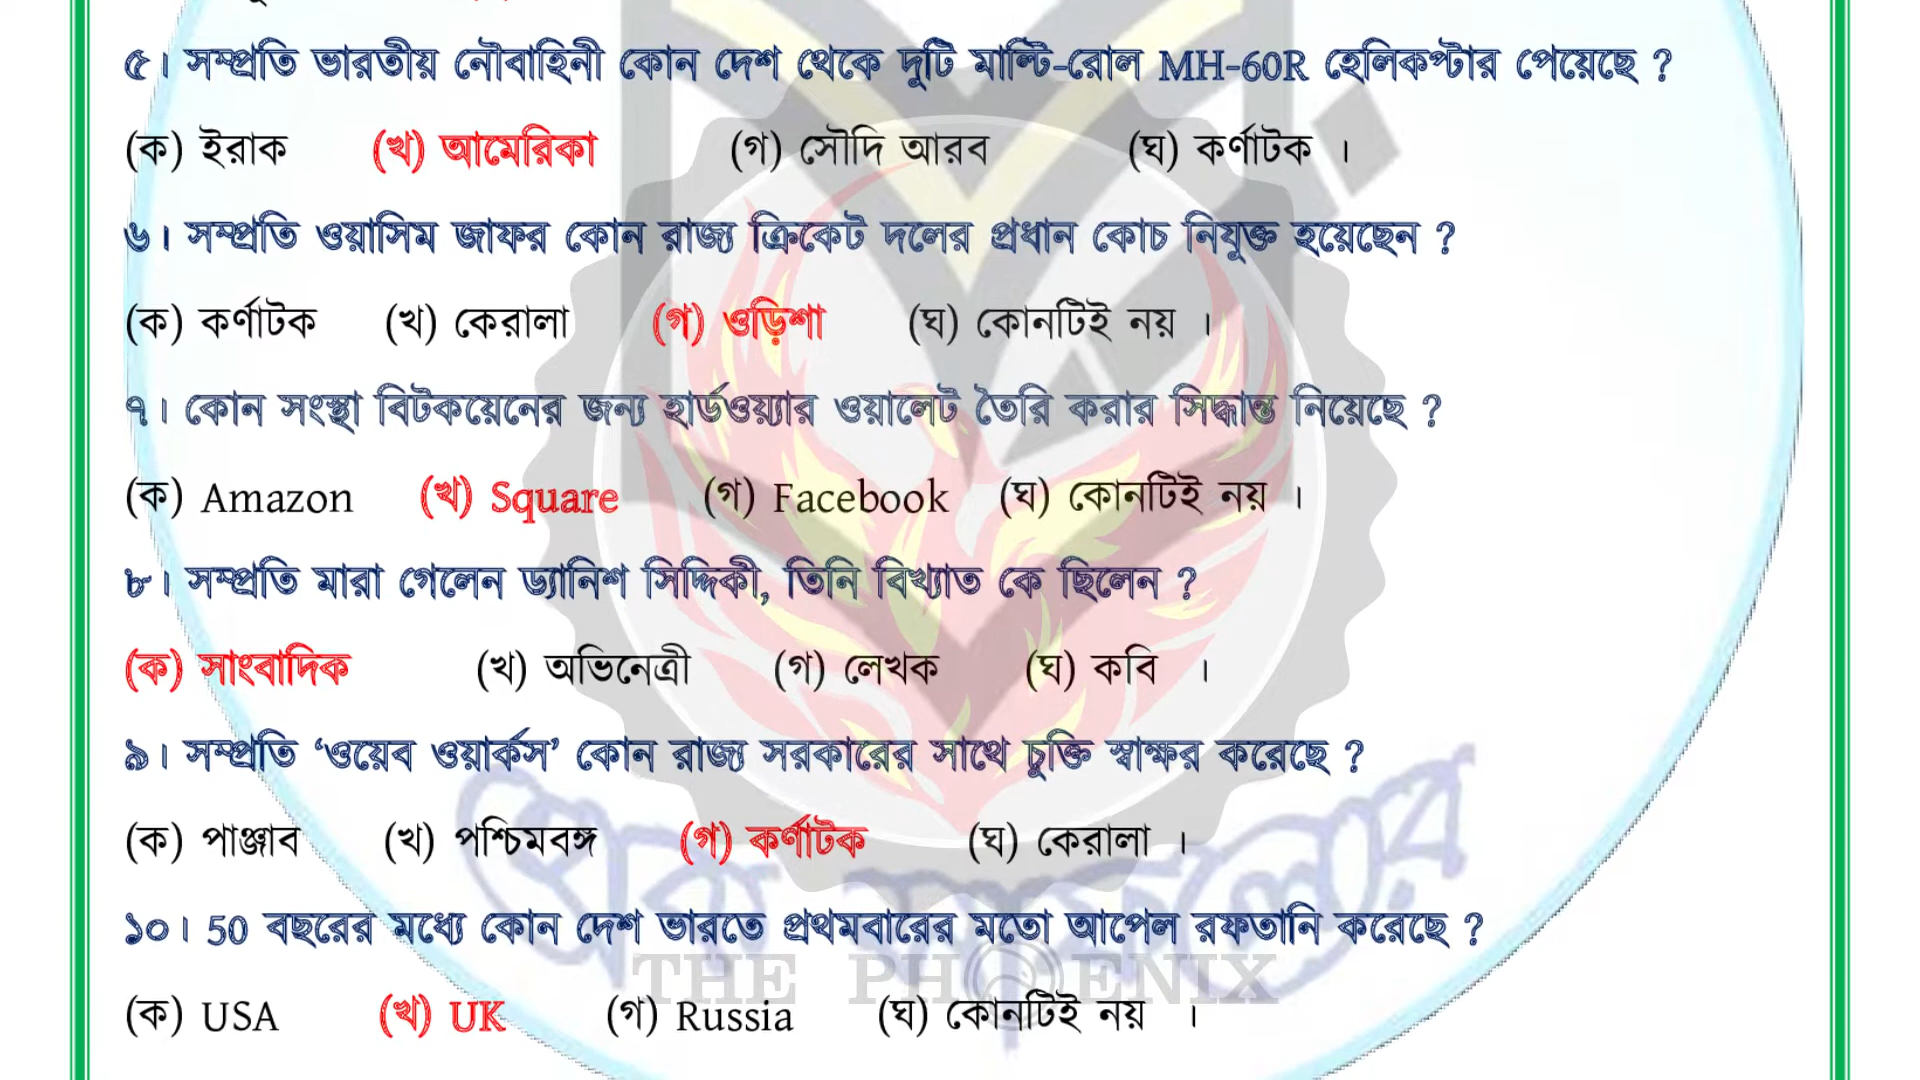 ৫। সম্প্রতি ভারতীয় নৌবাহিনী কোন দেশ থেকে দুটি মাল্টি-রোল MH-60R হেলিকপ্টার পেয়েছে ?
(ক) ইরাক (খ) আমেরিকা (গ) সৌদি আরব (ঘ) কর্ণাটক ।
৬। সম্প্রতি ওয়াসিম জাফর কোন রাজ্য ক্রিকেট দলের প্রধান কোচ নিযুক্ত হয়েছেন ?
(ক) কর্ণাটক (খ) কেরালা (গ) ওড়িশা (ঘ) কোনটিই নয় ।
৭। কোন সংস্থা বিটকয়েনের জন্য হার্ডওয়্যার ওয়ালেট তৈরি করার সিদ্ধান্ত নিয়েছে ?
(ক) Amazon (খ) Square (গ) Facebook (ঘ) কোনটিই নয় ।
৮। সম্প্রতি মারা গেলেন ড্যানিশ সিদ্দিকী, তিনি বিখ্যাত কে ছিলেন ?
(ক) সাংবাদিক (খ) অভিনেত্রী (গ) লেখক (ঘ) কবি ।
৯। সম্প্রতি ‘ওয়েব ওয়ার্কস’ কোন রাজ্য সরকারের সাথে চুক্তি স্বাক্ষর করেছে ?
(ক) পাঞ্জাব (খ) পশ্চিমবঙ্গ (গ) কর্ণাটক (ঘ) কেরালা ।
১০। 50 বছরের মধ্যে কোন দেশ ভারতে প্রথমবারের মতো আপেল রফতানি করেছে ?
THE PHOENIX
(ক) USA (খ) UK (গ) Russia (ঘ) কোনটিই নয় ।